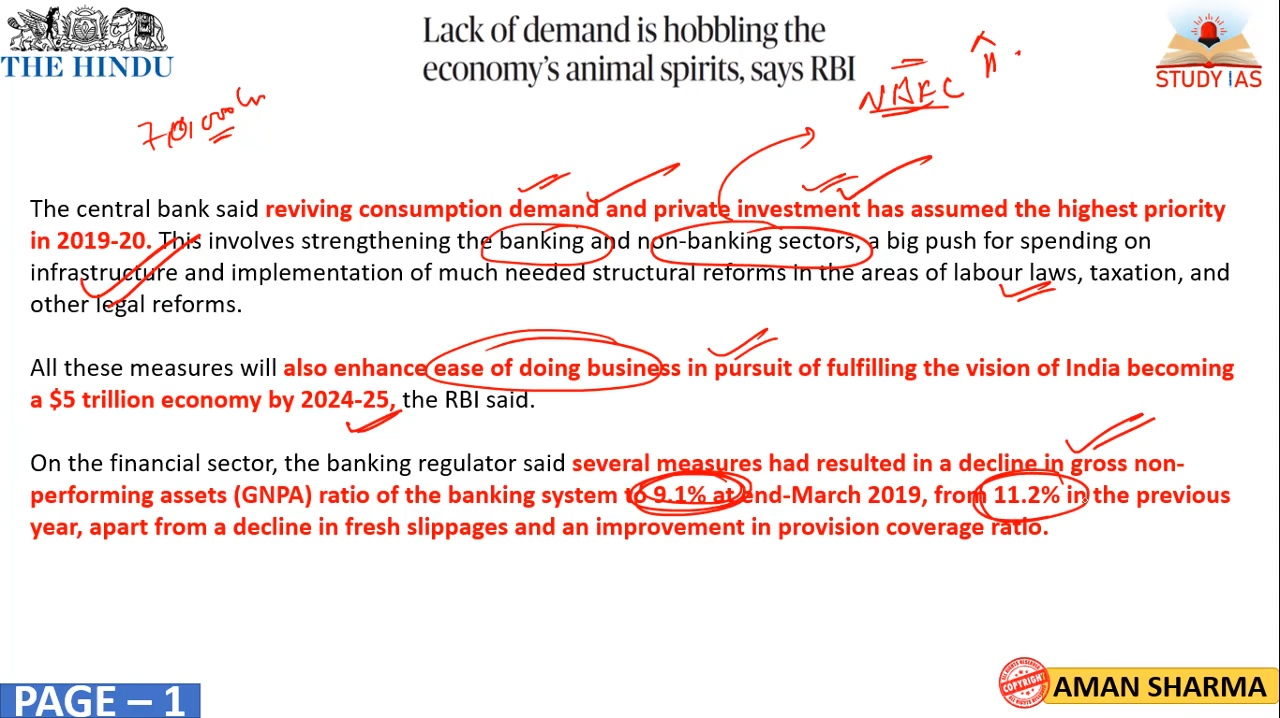 Lack of demand is hobbling the
economy's animal spirits, says RBI
THE HINDU
STUDY IAS
NBFC
The central bank said reviving consumption demand and private investment has assumed the highest priority
in 2019-20. This involves strengthening the banking and non-banking sectors, a big push for spending on
infrastructure and implementation of much needed structural reforms in the areas of labour laws, taxation, and
other legal reforms.
All these measures will also enhance ease of doing business in pursuit of fulfilling the vision of India becoming
a $5 trillion economy by 2024-25, the RBI said.
On the financial sector, the banking regulator said several measures had resulted in a decline in gross non-
performing assets (GNPA) ratio of the banking system to 9.1% at end-March 2019, from 11.2% in the previous
year, apart from a decline in fresh slippages and an improvement in provision coverage ratio.
PAGE – 1
COPYRIGHT
AMAN SHARMA